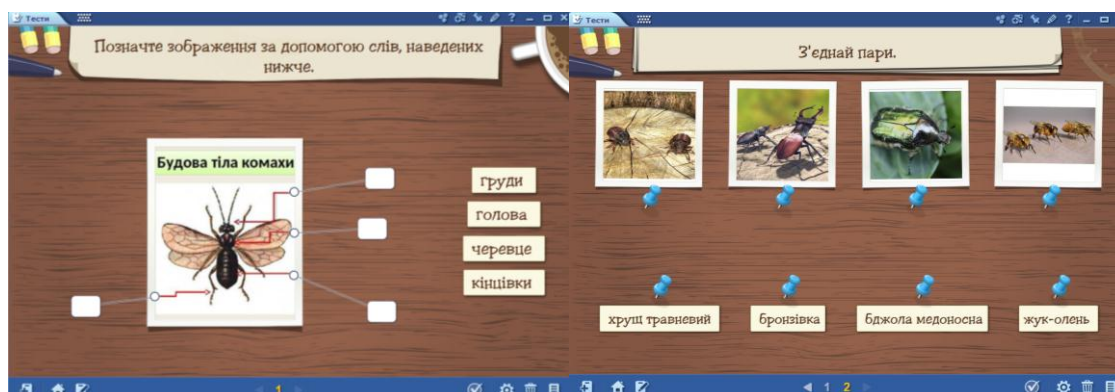 Тести
Позначте зображення за допомогою слів, наведених
нижче.
Будова тіла комахи
груди
голова
черевце
кінцівки
1
Тести
З'єднай пари.
хрущ травневий
бронзівка
бджола медоносна
жук-олень
1 2